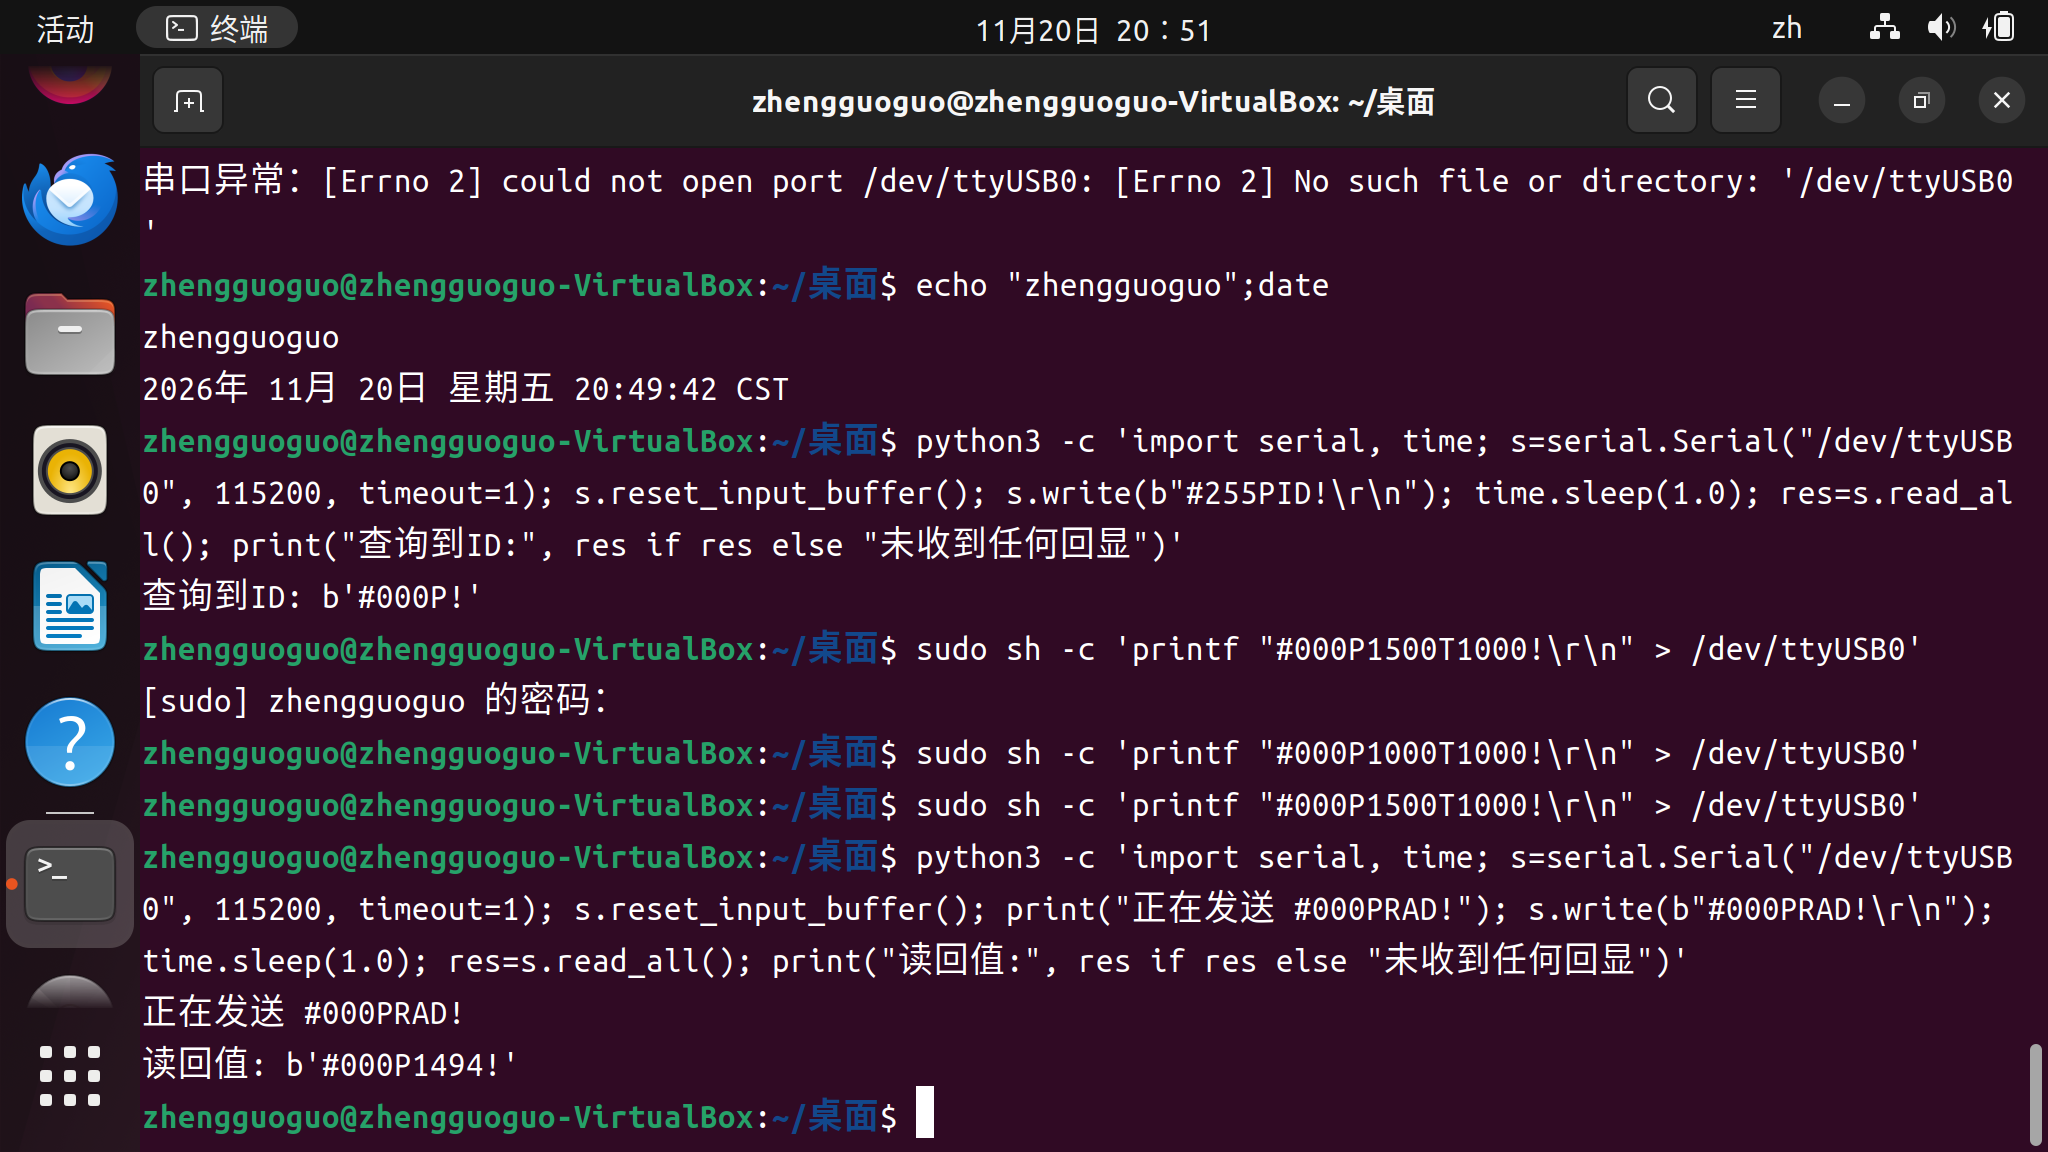 活动 终端 11月20日 20：51 zh
zhengguoguo@zhengguoguo-VirtualBox: ~/桌面
串口异常：[Errno 2] could not open port /dev/ttyUSB0: [Errno 2] No such file or directory: '/dev/ttyUSB0
'
zhengguoguo@zhengguoguo-VirtualBox:~/桌面$ echo "zhengguoguo";date
zhengguoguo
2026年 11月 20日 星期五 20:49:42 CST
zhengguoguo@zhengguoguo-VirtualBox:~/桌面$ python3 -c 'import serial, time; s=serial.Serial("/dev/ttyUSB
0", 115200, timeout=1); s.reset_input_buffer(); s.write(b"#255PID!\r\n"); time.sleep(1.0); res=s.read_al
l(); print("查询到ID:", res if res else "未收到任何回显")'
查询到ID: b'#000P!'
zhengguoguo@zhengguoguo-VirtualBox:~/桌面$ sudo sh -c 'printf "#000P1500T1000!\r\n" > /dev/ttyUSB0'
[sudo] zhengguoguo 的密码：
zhengguoguo@zhengguoguo-VirtualBox:~/桌面$ sudo sh -c 'printf "#000P1000T1000!\r\n" > /dev/ttyUSB0'
zhengguoguo@zhengguoguo-VirtualBox:~/桌面$ sudo sh -c 'printf "#000P1500T1000!\r\n" > /dev/ttyUSB0'
zhengguoguo@zhengguoguo-VirtualBox:~/桌面$ python3 -c 'import serial, time; s=serial.Serial("/dev/ttyUSB
0", 115200, timeout=1); s.reset_input_buffer(); print("正在发送 #000PRAD!"); s.write(b"#000PRAD!\r\n");
time.sleep(1.0); res=s.read_all(); print("读回值:", res if res else "未收到任何回显")'
正在发送 #000PRAD!
读回值: b'#000P1494!'
zhengguoguo@zhengguoguo-VirtualBox:~/桌面$